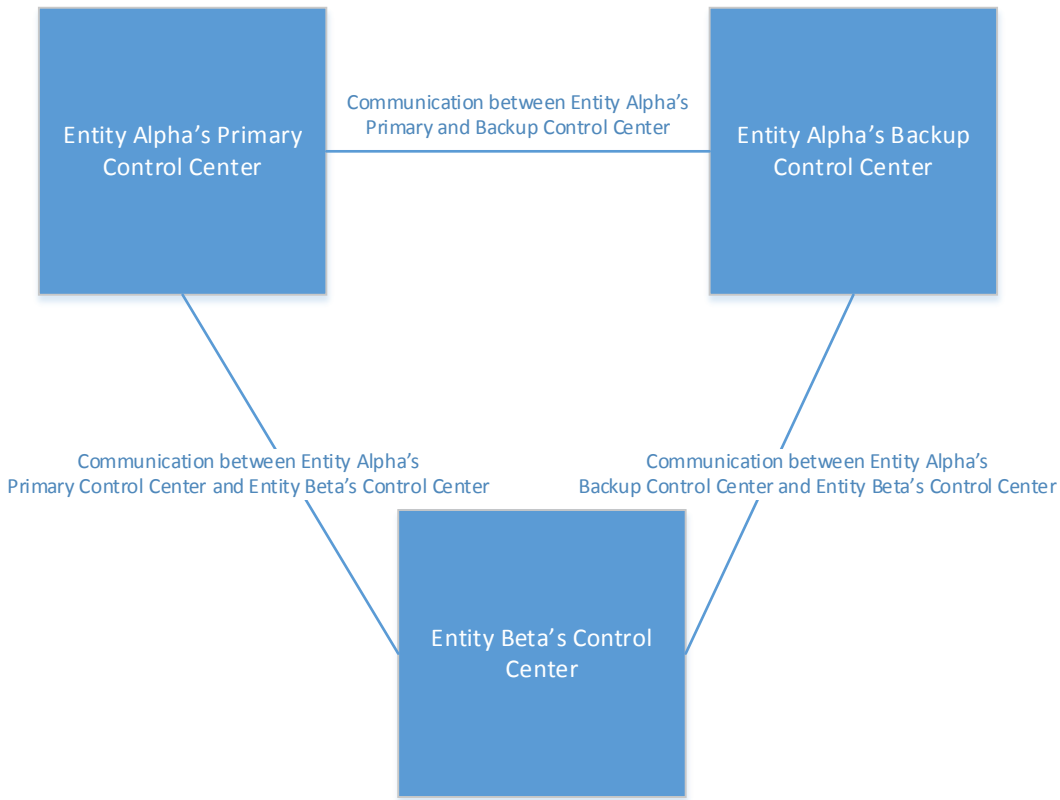 Communication between Entity Alpha's
Primary and Backup Control Center
Entity Alpha's Primary
Control Center
Entity Alpha's Backup
Control Center
Communication between Entity Alpha's
Primary Control Center and Entity Beta's Control Center
Communication between Entity Alpha's
Backup Control Center and Entity Beta's Control Center
Entity Beta's Control
Center